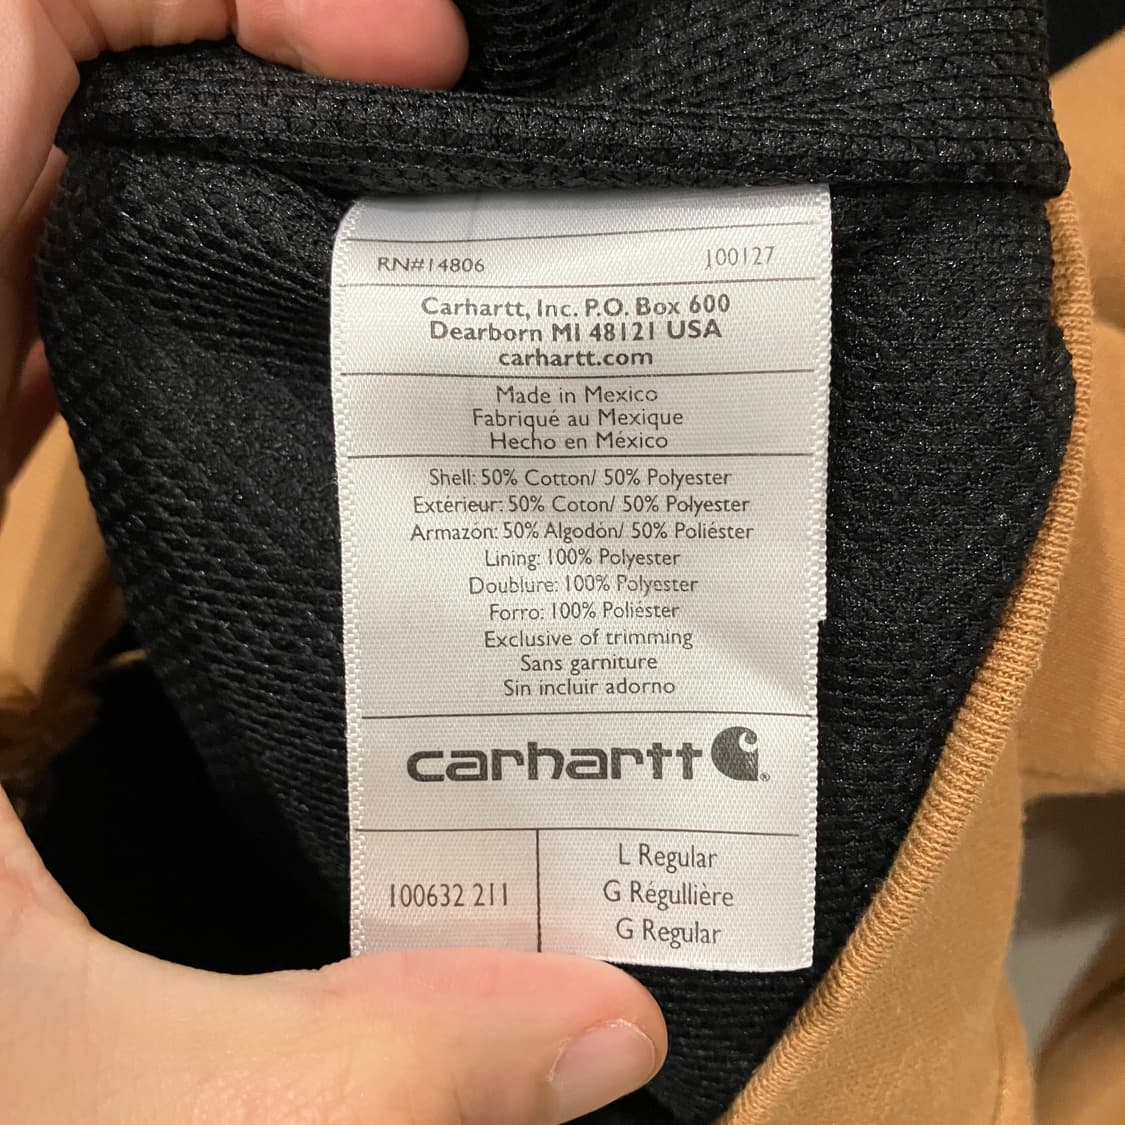 RN#14806 100127
Carhartt, Inc. P.O. Box 600
Dearborn MI 48121 USA
carhartt.com
Made in Mexico
Fabriqué au Mexique
Hecho en México
Shell: 50% Cotton/ 50% Polyester
Extérieur: 50% Coton/ 50% Polyester
Armazón: 50% Algodón/ 50% Poliéster
Lining: 100% Polyester
Doublure: 100% Polyester
Forro: 100% Poliéster
Exclusive of trimming
Sans garniture
Sin incluir adorno
carhartt ®
100632 211
L Regular
G Régullière
G Regular